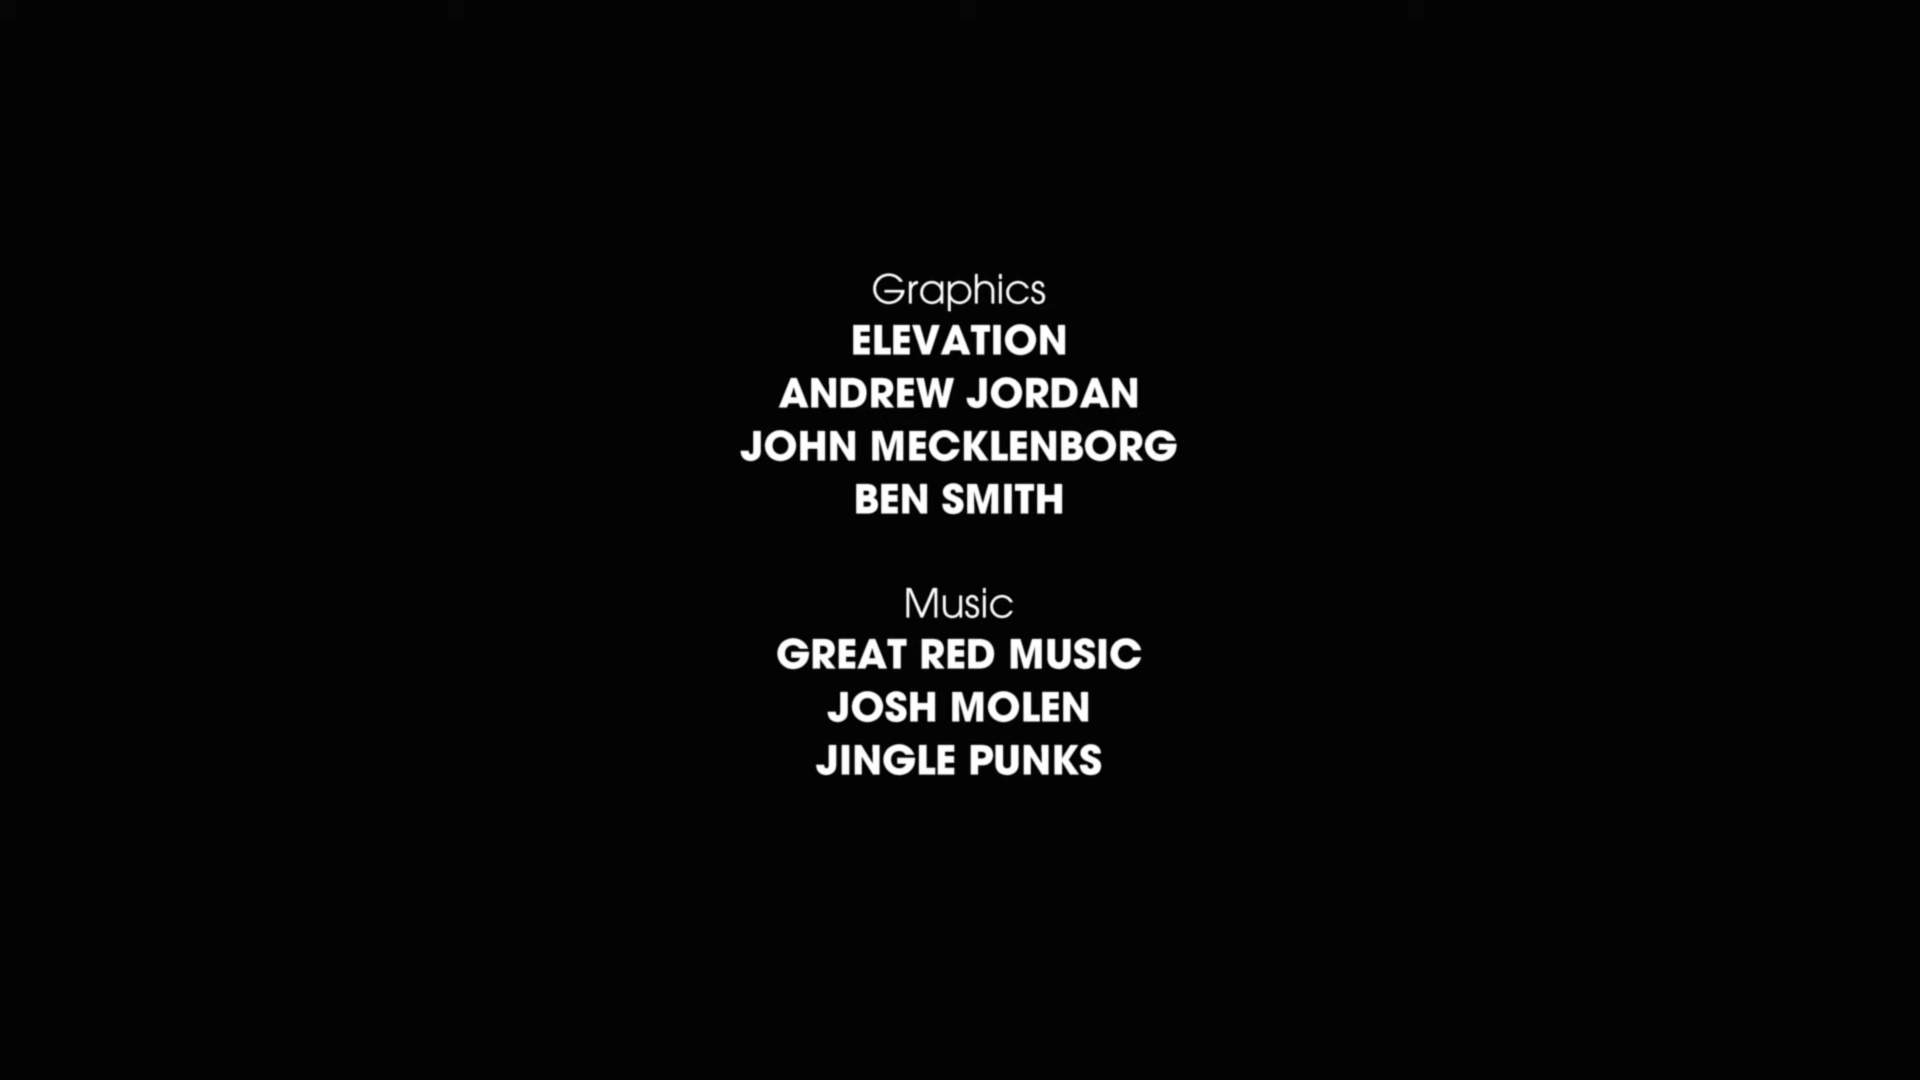 Graphics
ELEVATION
ANDREW JORDAN
JOHN MECKLENBORG
BEN SMITH
Music
GREAT RED MUSIC
JOSH MOLEN
JINGLE PUNKS